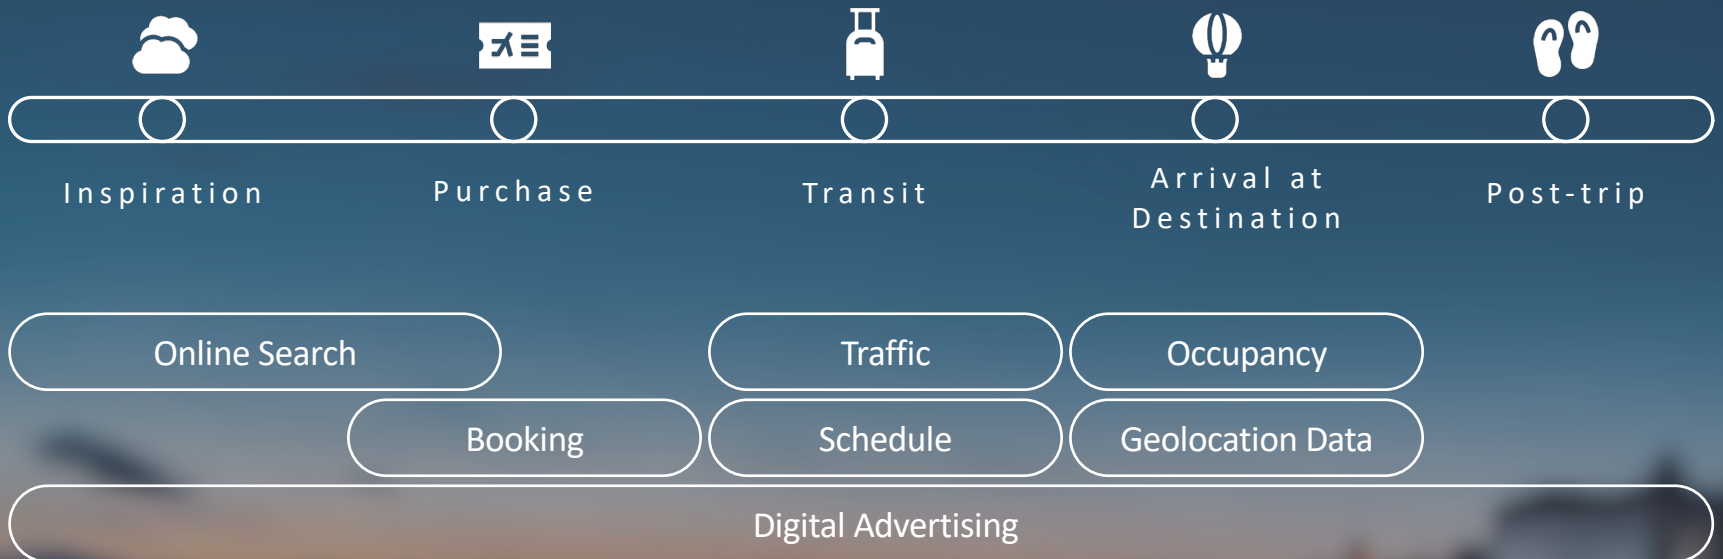 Inspiration
Purchase
Transit
Arrival at
Destination
Post-trip
Online Search
Traffic
Occupancy
Booking
Schedule
Geolocation Data
Digital Advertising